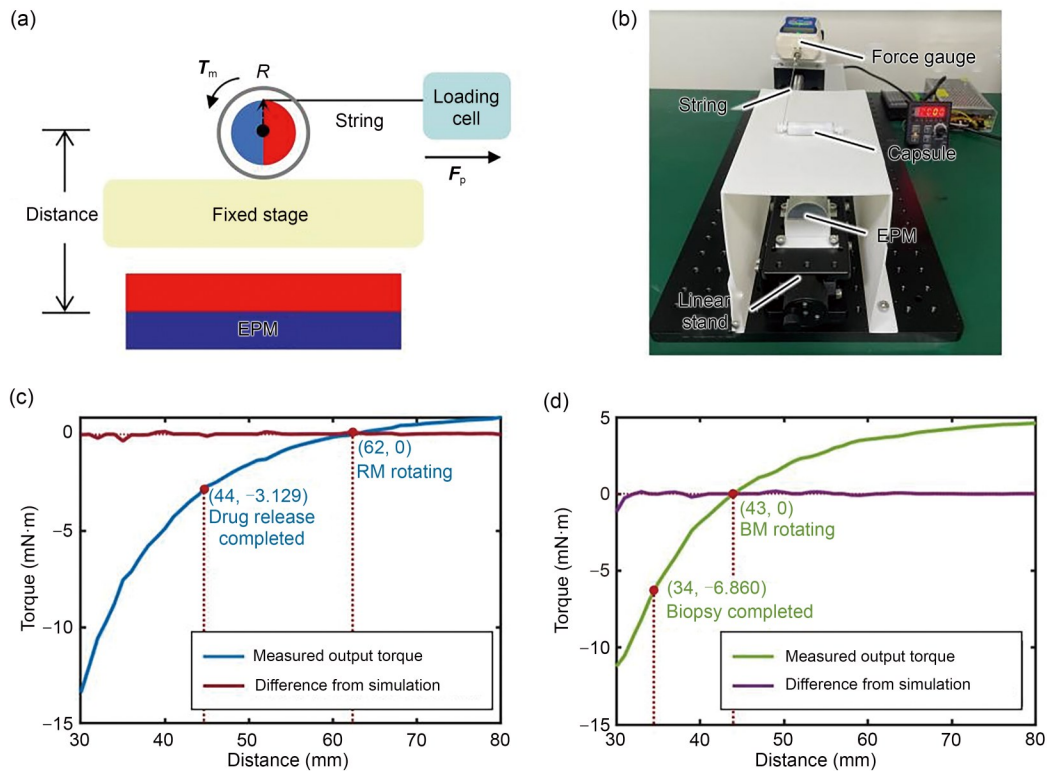 (a)
T_m
R
Loading
cell
String
F_p
Distance
Fixed stage
EPM
(b)
Force gauge
String
Capsule
EPM
Linear
stand
(c)
0
−5
−10
−15
Torque (mN·m)
(62, 0)
RM rotating
(44, −3.129)
Drug release
completed
Measured output torque
Difference from simulation
30 40 50 60 70 80
Distance (mm)
(d)
5
0
−5
−10
−15
Torque (mN·m)
(43, 0)
BM rotating
(34, −6.860)
Biopsy completed
Measured output torque
Difference from simulation
30 40 50 60 70 80
Distance (mm)